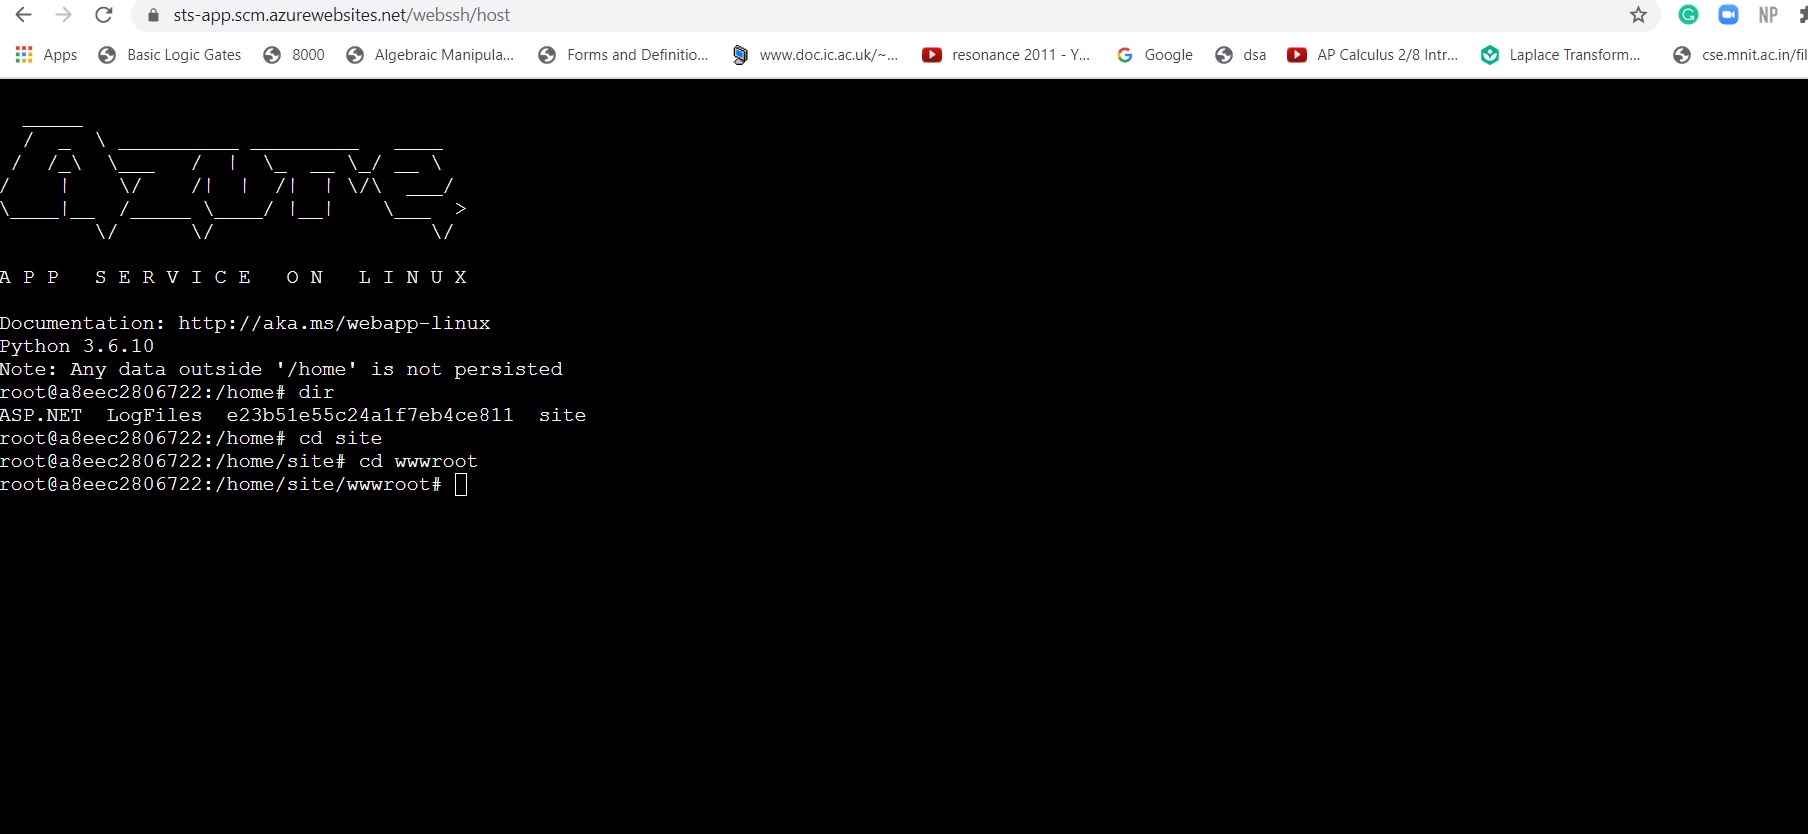 sts-app.scm.azurewebsites.net/webssh/host
NP
Apps Basic Logic Gates 8000 Algebraic Manipula... Forms and Definitio... www.doc.ic.ac.uk/~... resonance 2011 - Y... Google dsa AP Calculus 2/8 Intr... Laplace Transform... cse.mnit.ac.in/fil
  _____
  /  _  \ __________ _________   ____
 /  /_\  \\___   /  |  \_  __ \_/ __ \
/    |    \/    /|  |  /|  | \/\  ___/
\____|__  /_____ \____/ |__|    \___  >
        \/      \/                  \/
A P P   S E R V I C E   O N   L I N U X
Documentation: http://aka.ms/webapp-linux
Python 3.6.10
Note: Any data outside '/home' is not persisted
root@a8eec2806722:/home# dir
ASP.NET  LogFiles  e23b51e55c24a1f7eb4ce811  site
root@a8eec2806722:/home# cd site
root@a8eec2806722:/home/site# cd wwwroot
root@a8eec2806722:/home/site/wwwroot#